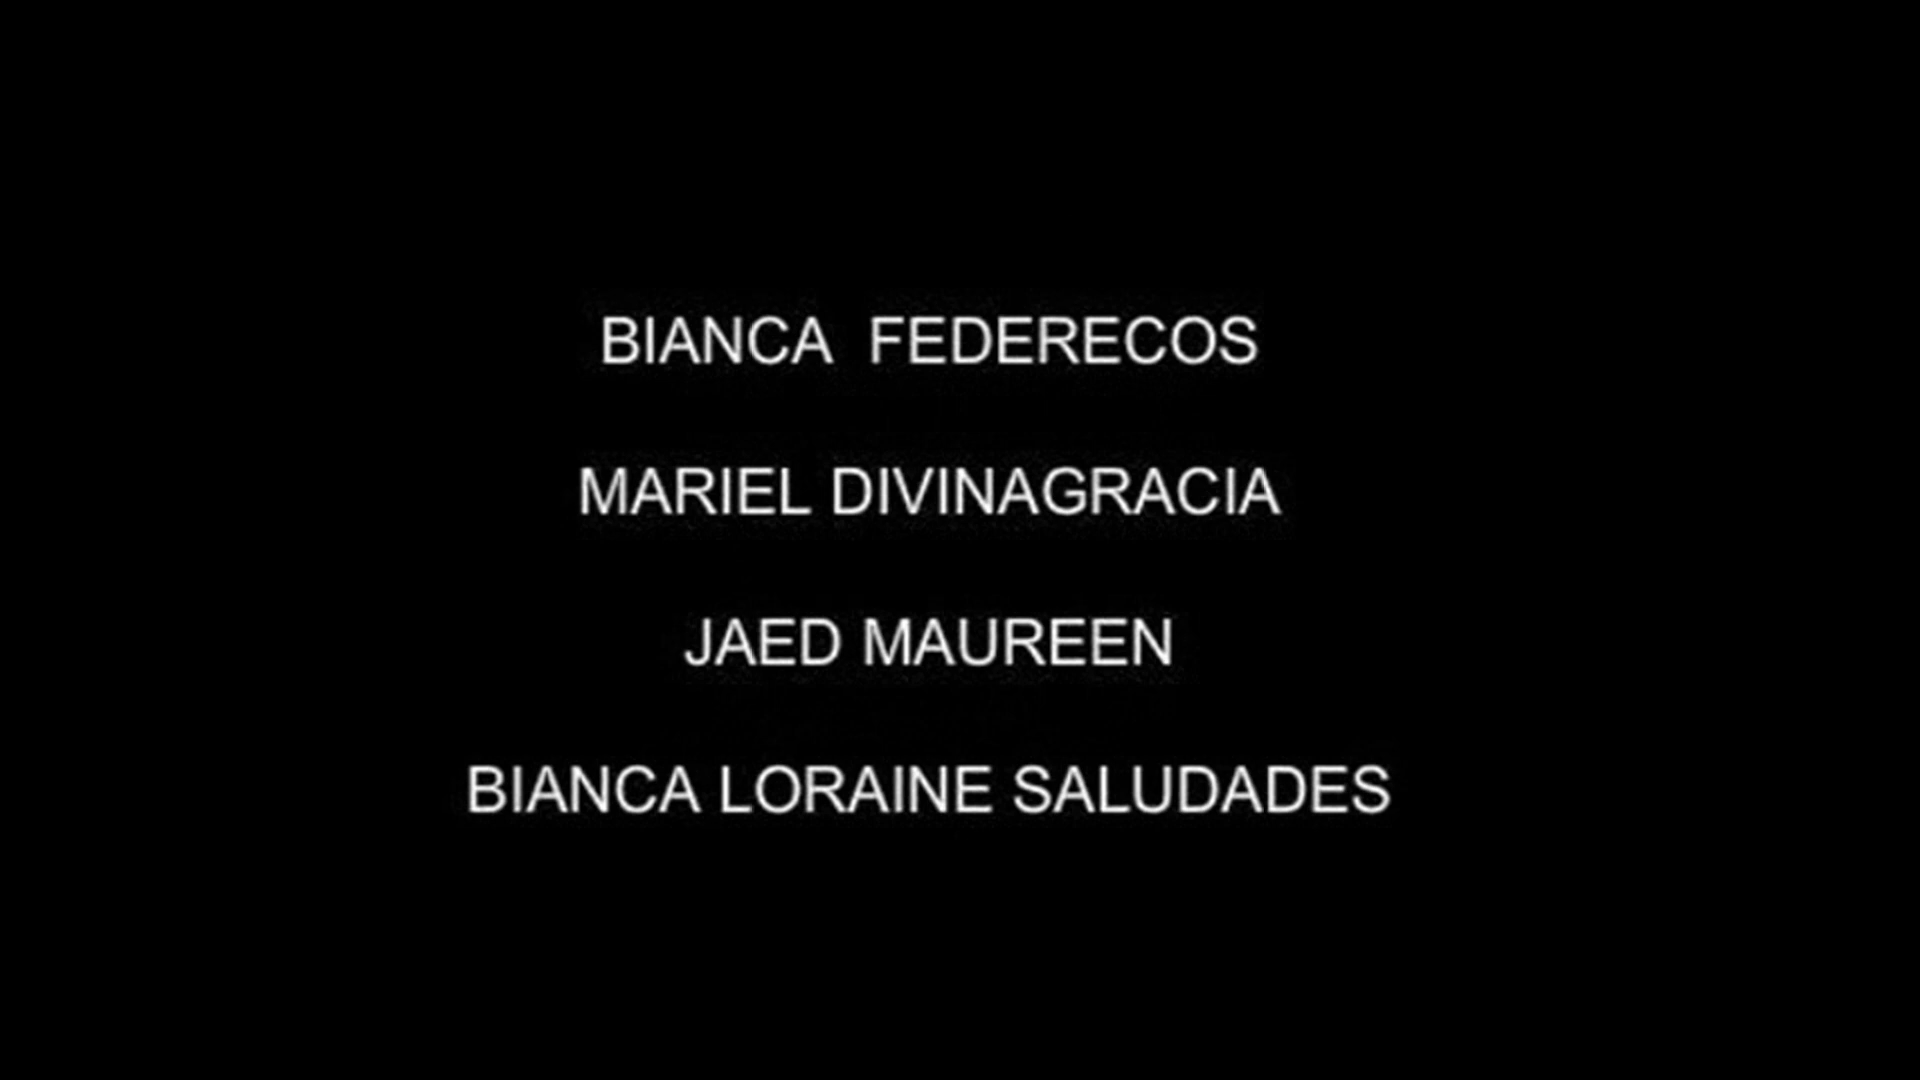 BIANCA  FEDERECOS
MARIEL DIVINAGRACIA
JAED MAUREEN
BIANCA LORAINE SALUDADES